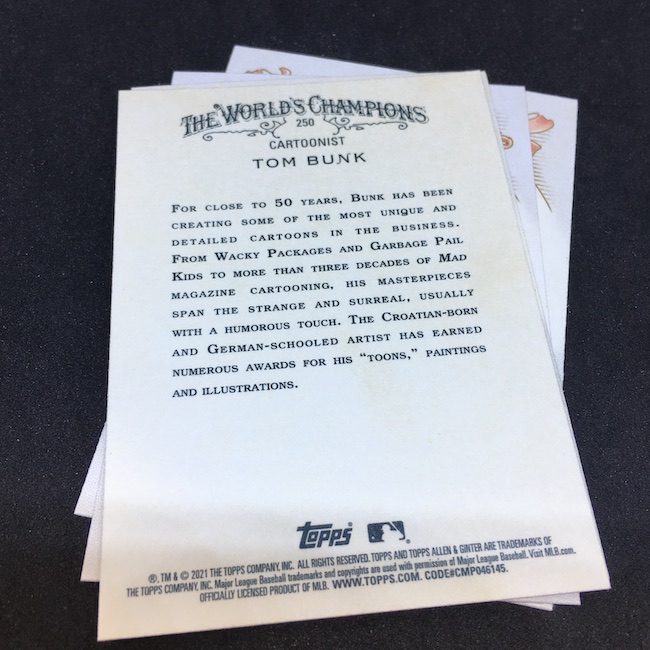 THE WORLD'S CHAMPIONS
250
CARTOONIST
TOM BUNK
FOR CLOSE TO 50 YEARS, BUNK HAS BEEN
CREATING SOME OF THE MOST UNIQUE AND
DETAILED CARTOONS IN THE BUSINESS.
FROM WACKY PACKAGES AND GARBAGE PAIL
KIDS TO MORE THAN THREE DECADES OF MAD
MAGAZINE CARTOONING, HIS MASTERPIECES
SPAN THE STRANGE AND SURREAL, USUALLY
WITH A HUMOROUS TOUCH. THE CROATIAN-BORN
AND GERMAN-SCHOOLED ARTIST HAS EARNED
NUMEROUS AWARDS FOR HIS “TOONS,” PAINTINGS
AND ILLUSTRATIONS.
topps
®, TM & © 2021 THE TOPPS COMPANY, INC. ALL RIGHTS RESERVED. TOPPS AND TOPPS ALLEN & GINTER ARE TRADEMARKS OF
THE TOPPS COMPANY, INC. Major League Baseball trademarks and copyrights are used with permission of Major League Baseball. Visit MLB.com.
OFFICIALLY LICENSED PRODUCT OF MLB. WWW.TOPPS.COM. CODE#CMP046145.